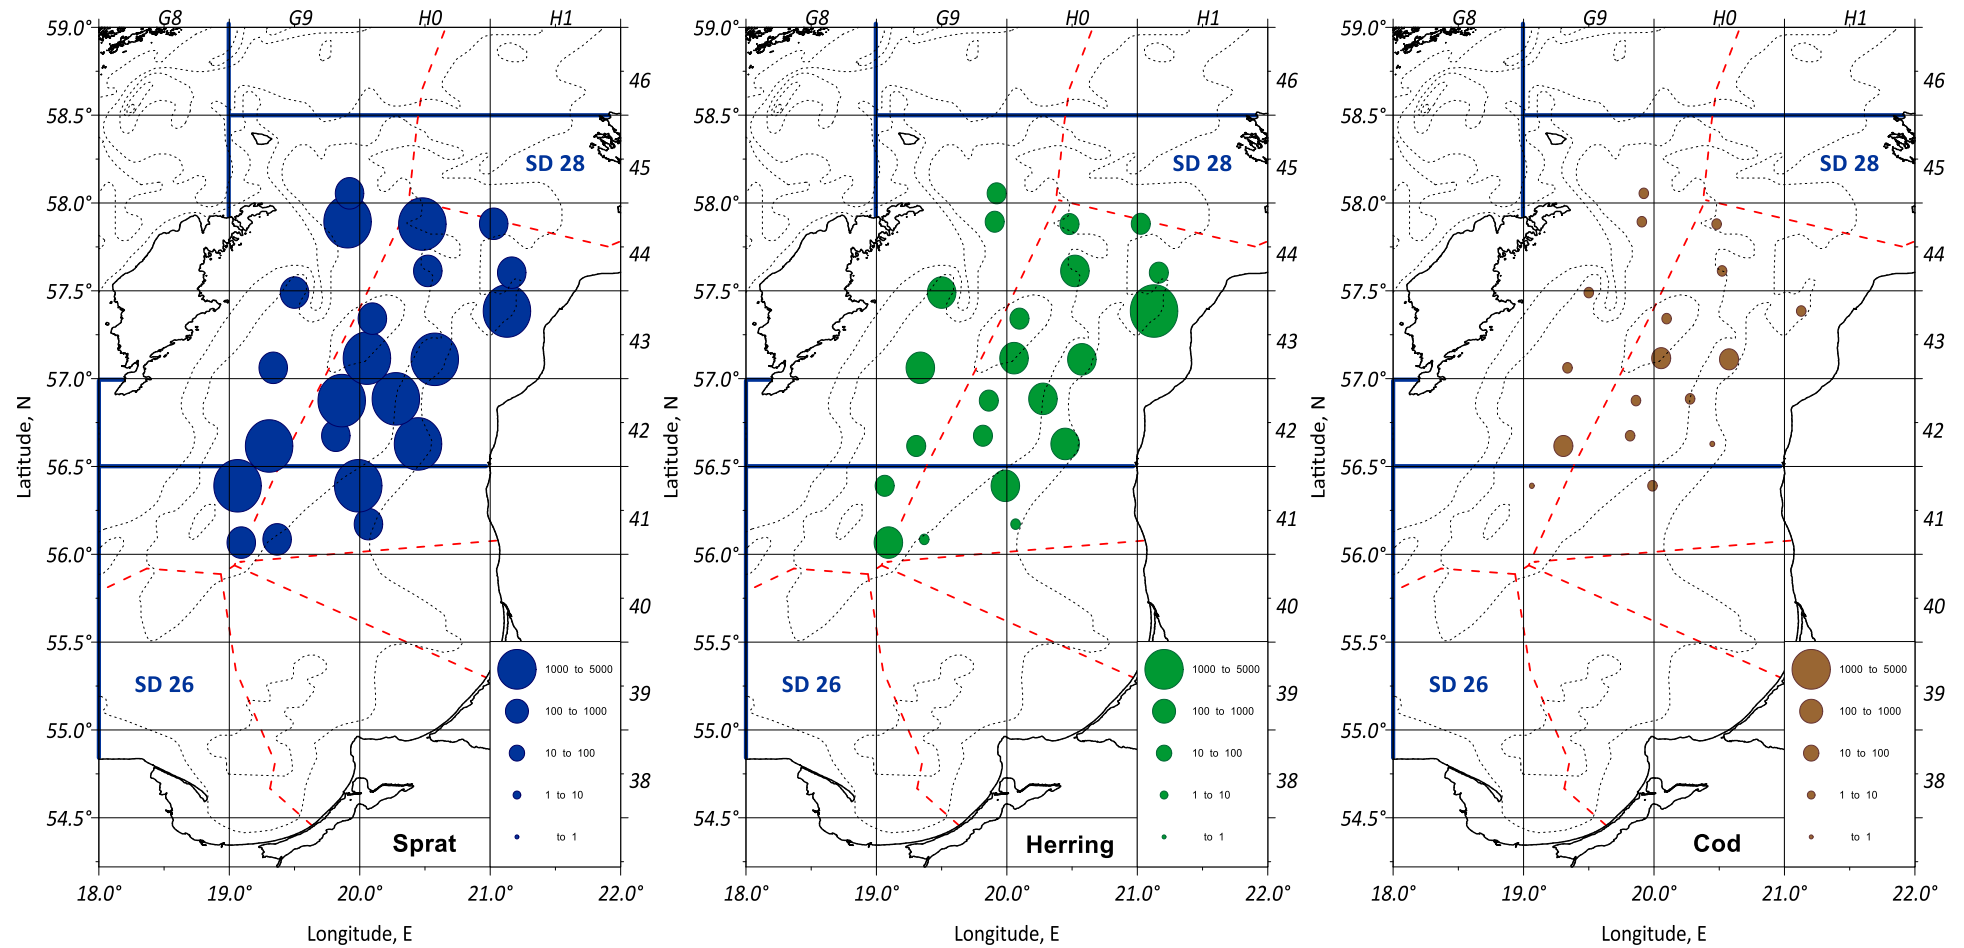 G8 G9 H0 H1
59.0°
46
58.5°
SD 28
45
58.0°
44
57.5°
43
57.0°
42
56.5°
41
56.0°
40
55.5°
SD 26
39
55.0°
38
54.5°
1000 to 5000
100 to 1000
10 to 100
1 to 10
to 1
Sprat
18.0° 19.0° 20.0° 21.0° 22.0°
Longitude, E
Latitude, N
G8 G9 H0 H1
59.0°
46
58.5°
SD 28
45
58.0°
44
57.5°
43
57.0°
42
56.5°
41
56.0°
40
55.5°
SD 26
39
55.0°
38
54.5°
1000 to 5000
100 to 1000
10 to 100
1 to 10
to 1
Herring
18.0° 19.0° 20.0° 21.0° 22.0°
Longitude, E
Latitude, N
G8 G9 H0 H1
59.0°
46
58.5°
SD 28
45
58.0°
44
57.5°
43
57.0°
42
56.5°
41
56.0°
40
55.5°
SD 26
39
55.0°
38
54.5°
1000 to 5000
100 to 1000
10 to 100
1 to 10
to 1
Cod
18.0° 19.0° 20.0° 21.0° 22.0°
Longitude, E
Latitude, N